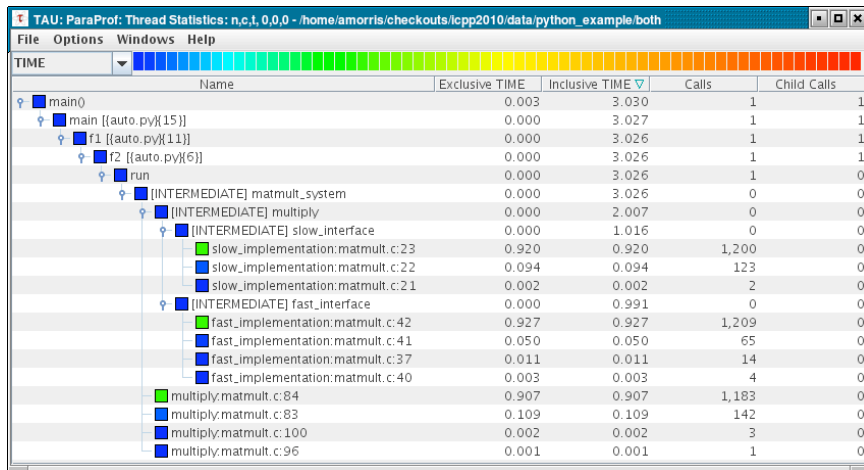 TAU: ParaProf: Thread Statistics: n,c,t, 0,0,0 - /home/amorris/checkouts/icpp2010/data/python_example/both
File Options Windows Help
TIME
Name Exclusive TIME Inclusive TIME ▽ Calls Child Calls
main() 0.003 3.030 1 1
main [{auto.py}{15}] 0.000 3.027 1 1
f1 [{auto.py}{11}] 0.000 3.026 1 1
f2 [{auto.py}{6}] 0.000 3.026 1 1
run 0.000 3.026 1 0
[INTERMEDIATE] matmult_system 0.000 3.026 0 0
[INTERMEDIATE] multiply 0.000 2.007 0 0
[INTERMEDIATE] slow_interface 0.000 1.016 0 0
slow_implementation:matmult.c:23 0.920 0.920 1,200 0
slow_implementation:matmult.c:22 0.094 0.094 123 0
slow_implementation:matmult.c:21 0.002 0.002 2 0
[INTERMEDIATE] fast_interface 0.000 0.991 0 0
fast_implementation:matmult.c:42 0.927 0.927 1,209 0
fast_implementation:matmult.c:41 0.050 0.050 65 0
fast_implementation:matmult.c:37 0.011 0.011 14 0
fast_implementation:matmult.c:40 0.003 0.003 4 0
multiply:matmult.c:84 0.907 0.907 1,183 0
multiply:matmult.c:83 0.109 0.109 142 0
multiply:matmult.c:100 0.002 0.002 3 0
multiply:matmult.c:96 0.001 0.001 1 0